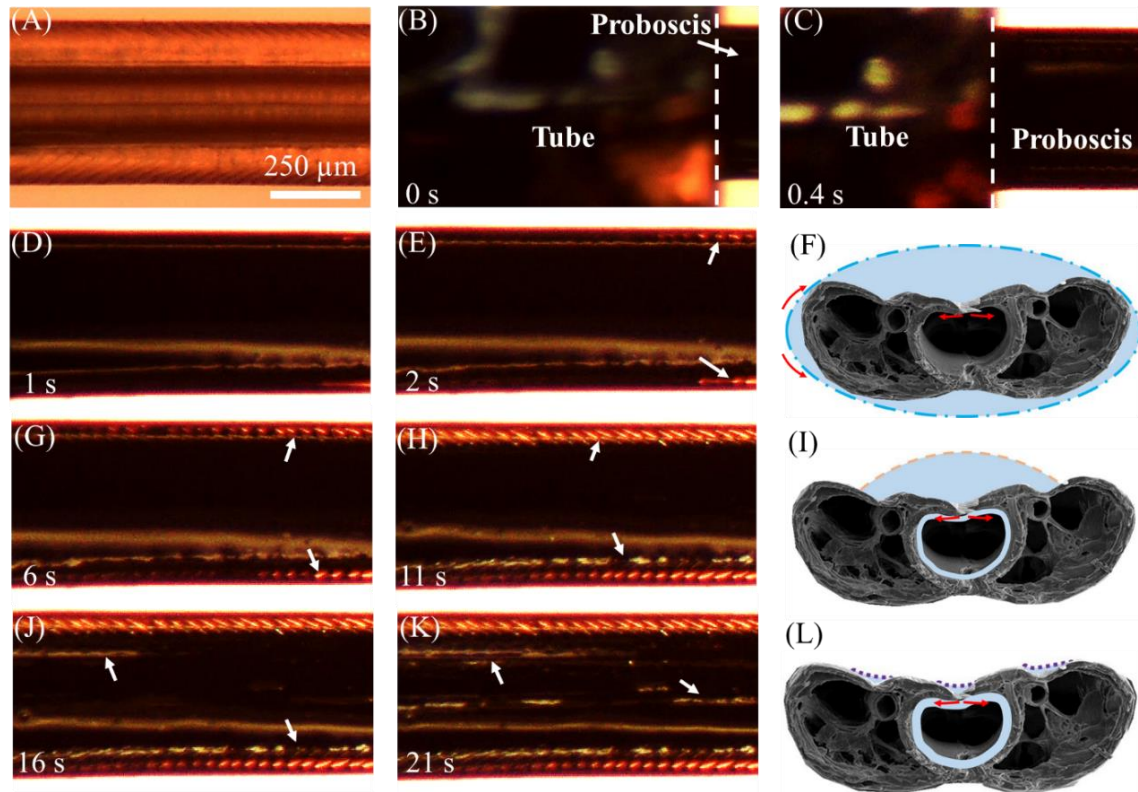 (A)
250 µm
(B)
Proboscis
Tube
0 s
(C)
Tube
Proboscis
0.4 s
(D)
1 s
(E)
2 s
(F)
(G)
6 s
(H)
11 s
(I)
(J)
16 s
(K)
21 s
(L)